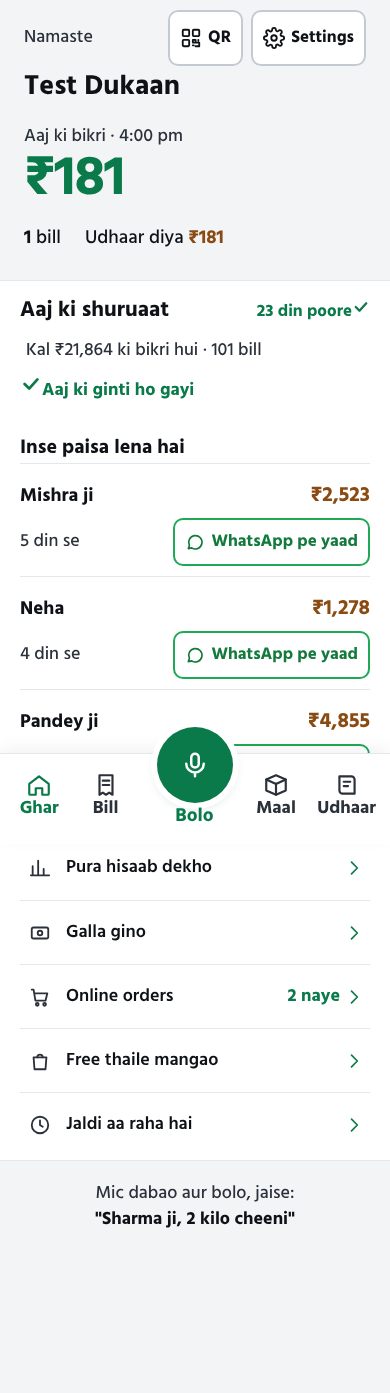 Namaste
QR
Settings
Test Dukaan
Aaj ki bikri · 4:00 pm
₹181
1 bill Udhaar diya ₹181
Aaj ki shuruaat
23 din poore
Kal ₹21,864 ki bikri hui · 101 bill
Aaj ki ginti ho gayi
Inse paisa lena hai
Mishra ji ₹2,523
5 din se WhatsApp pe yaad
Neha ₹1,278
4 din se WhatsApp pe yaad
Pandey ji ₹4,855
Ghar Bill Bolo Maal Udhaar
Pura hisaab dekho
Galla gino
Online orders 2 naye
Free thaile mangao
Jaldi aa raha hai
Mic dabao aur bolo, jaise:
"Sharma ji, 2 kilo cheeni"